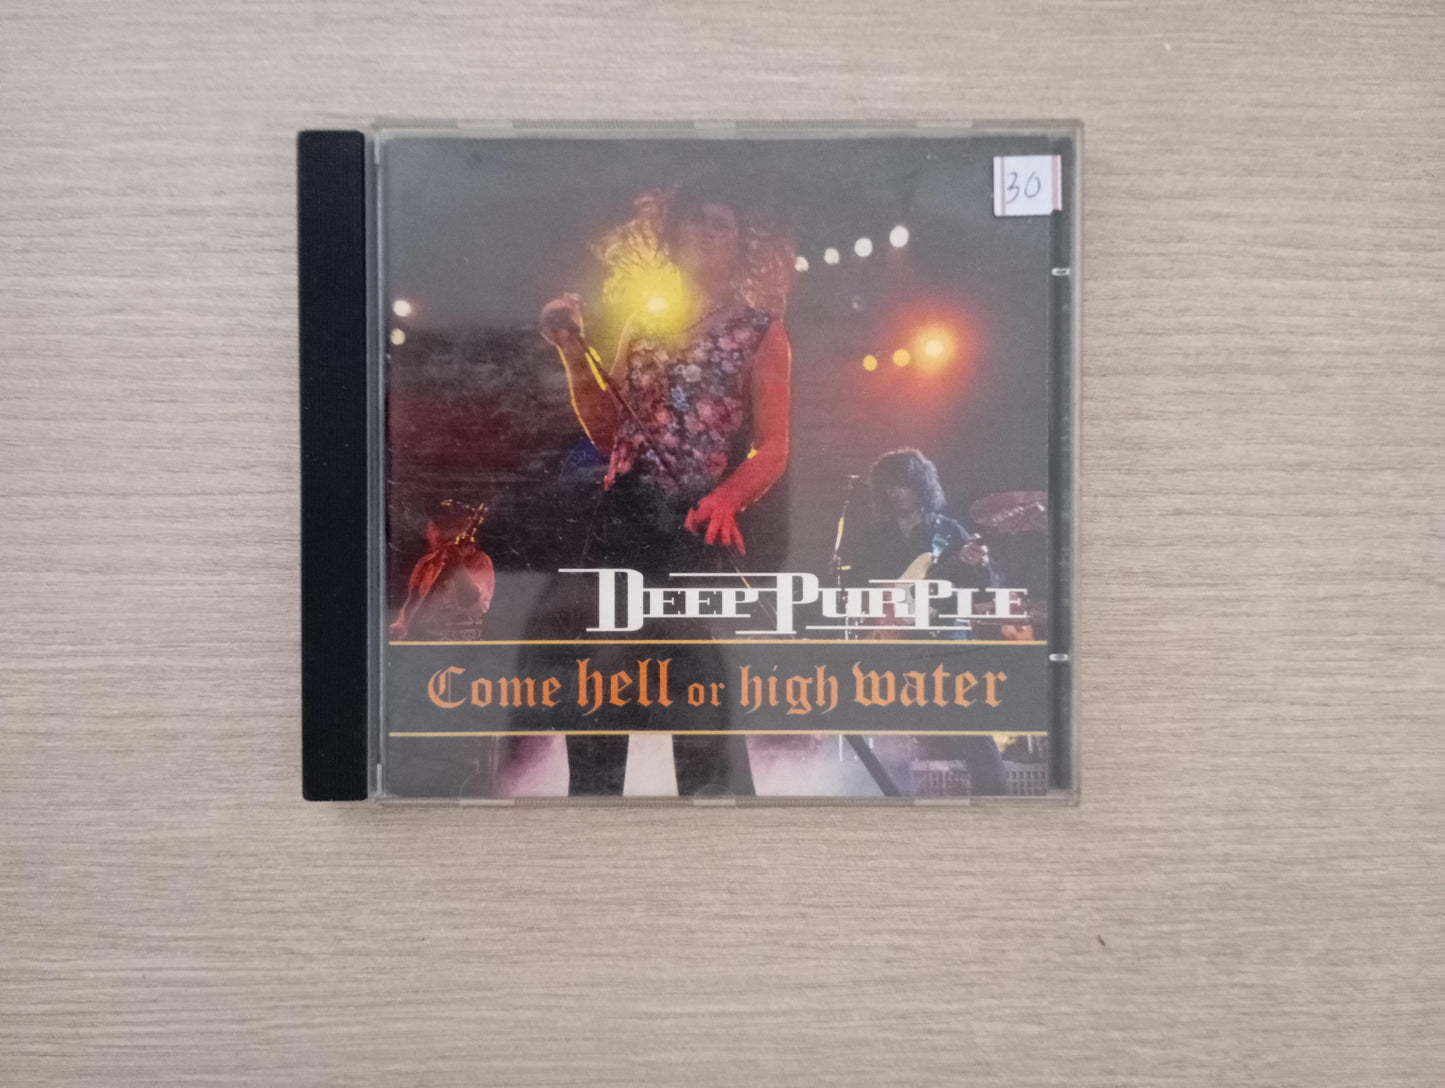 30
Deep Purple
Come hell or high water